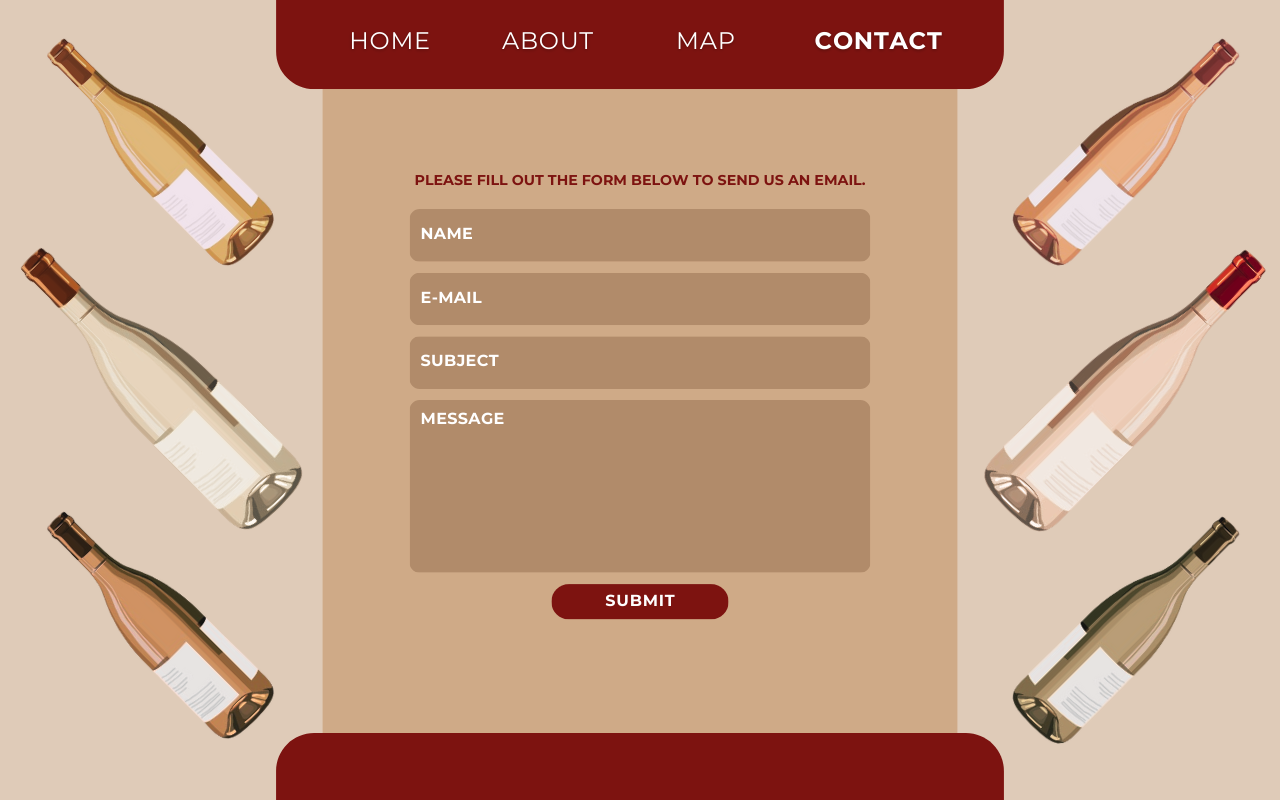 HOME ABOUT MAP CONTACT
PLEASE FILL OUT THE FORM BELOW TO SEND US AN EMAIL.
NAME
E-MAIL
SUBJECT
MESSAGE
SUBMIT